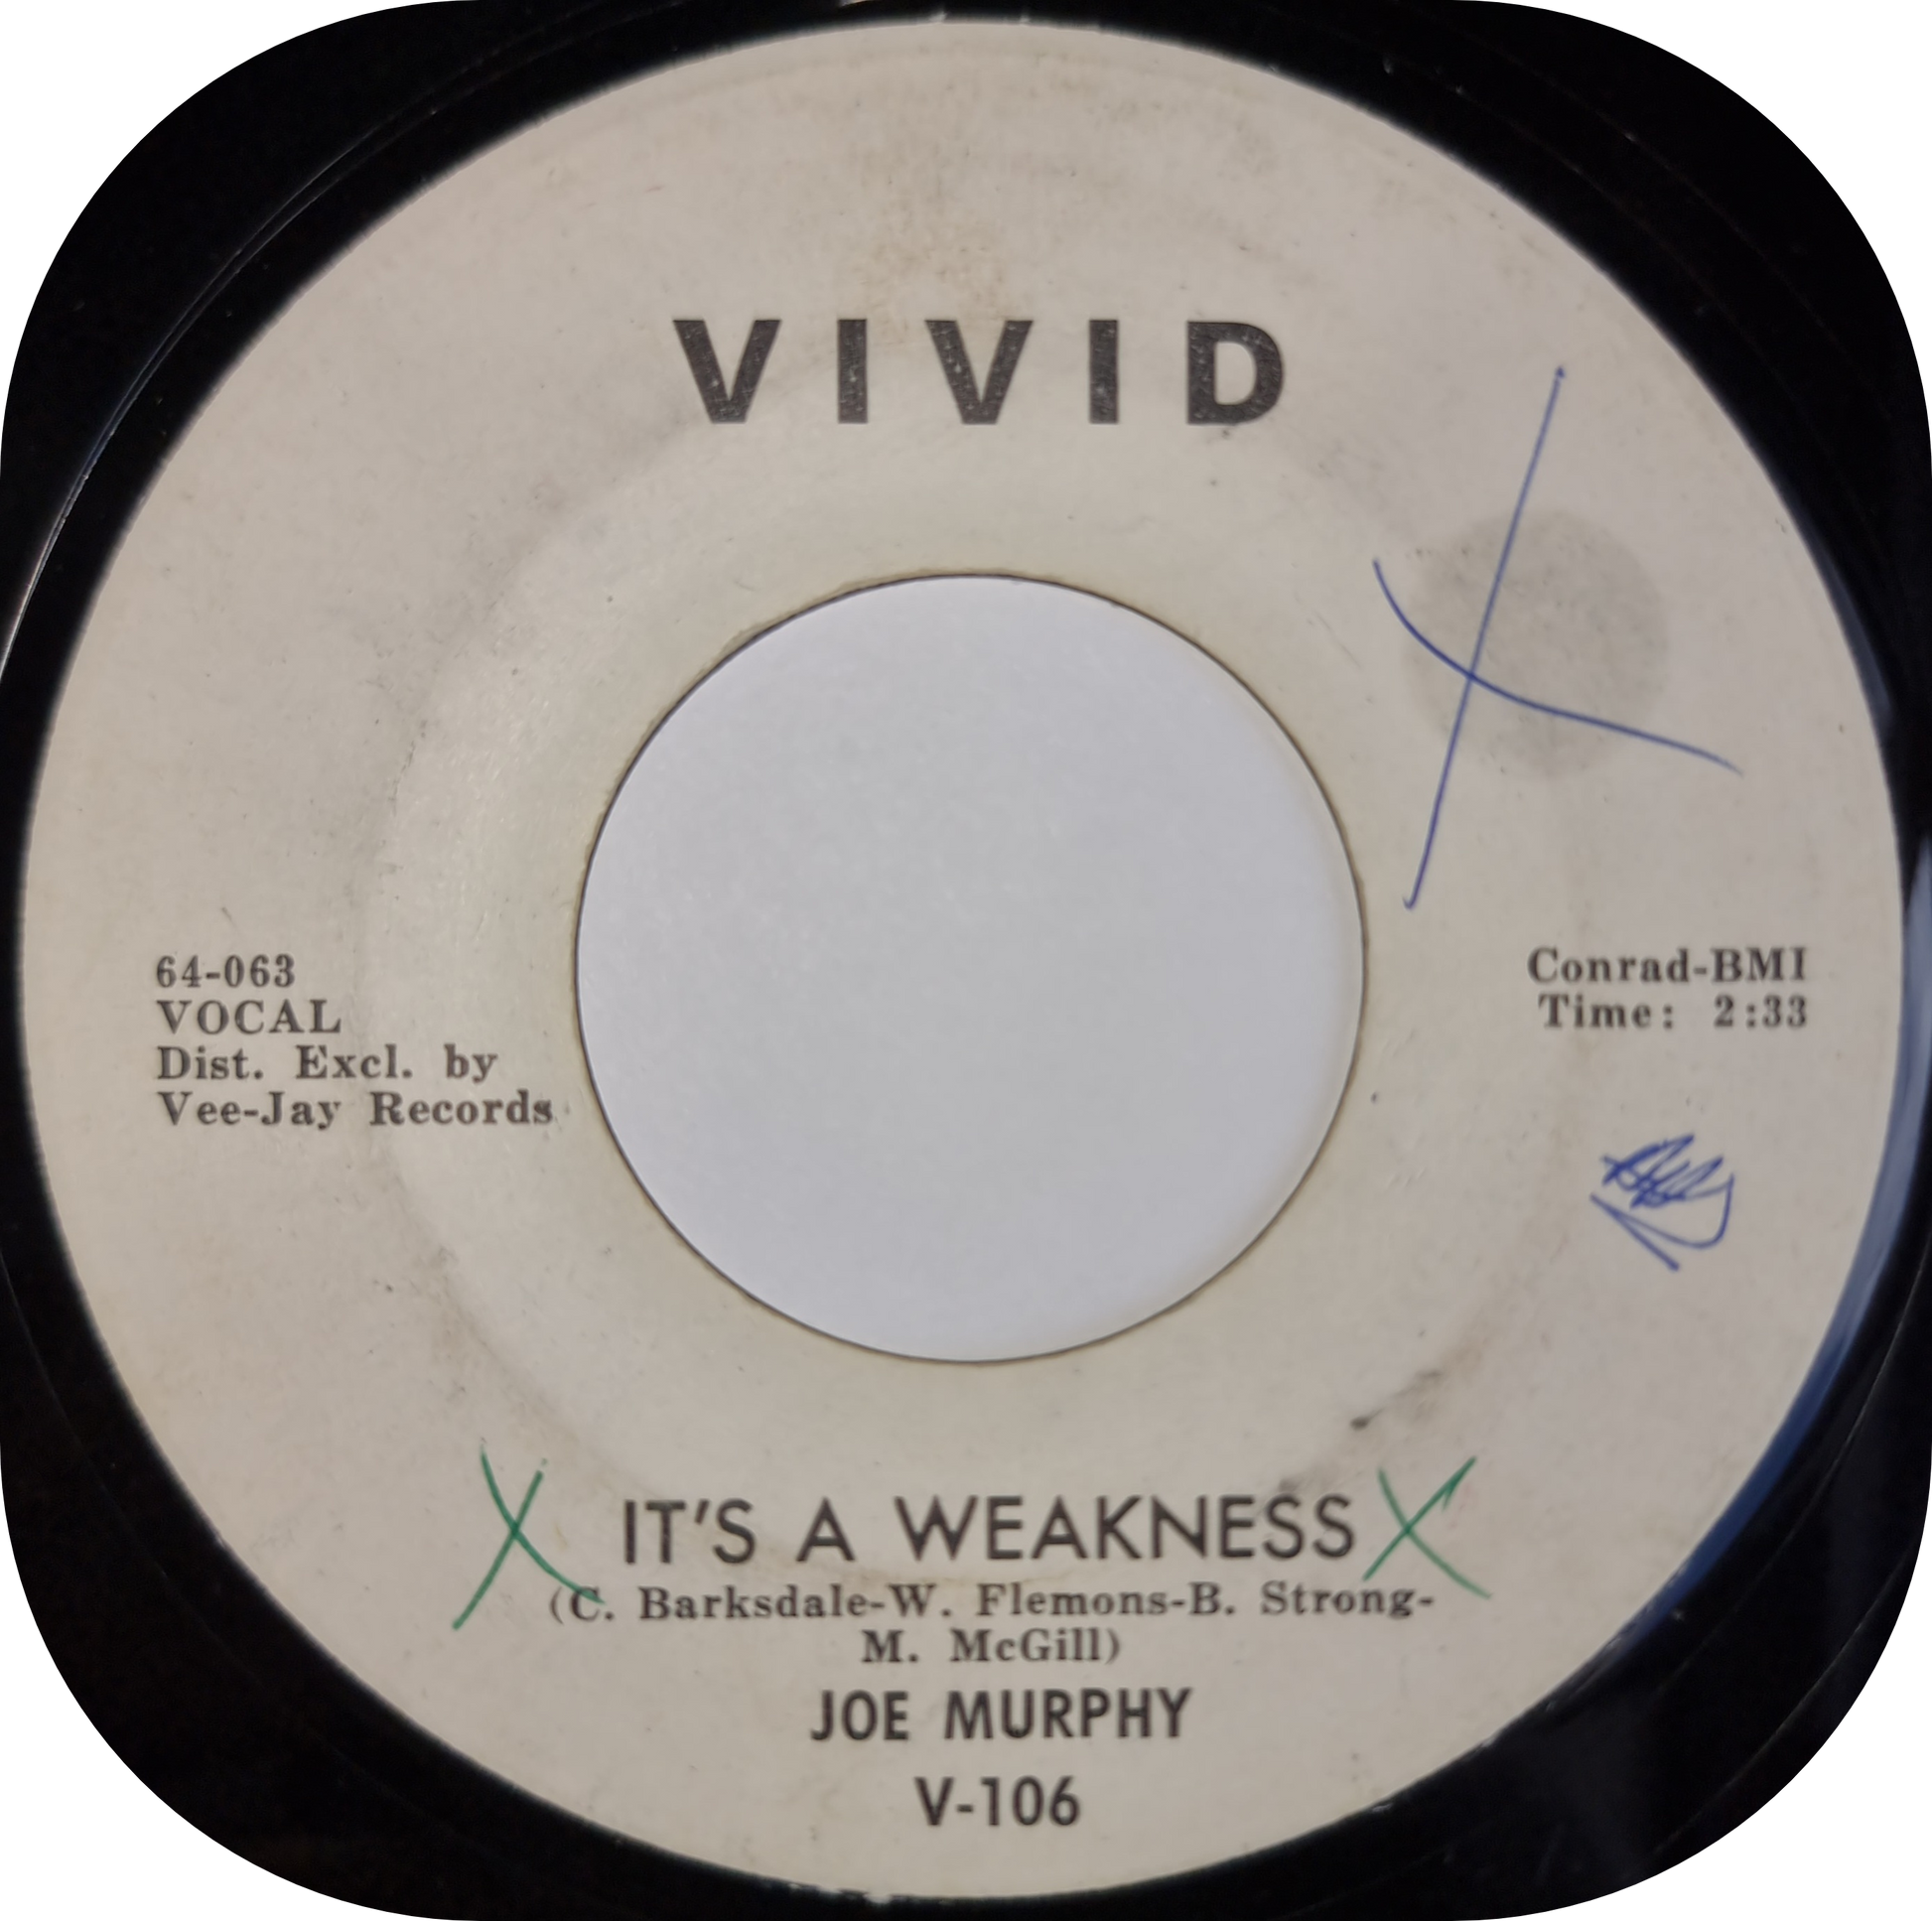 VIVID
64-063
VOCAL
Dist. Excl. by
Vee-Jay Records
Conrad-BMI
Time: 2:33
IT'S A WEAKNESS
(C. Barksdale-W. Flemons-B. Strong-
M. McGill)
JOE MURPHY
V-106